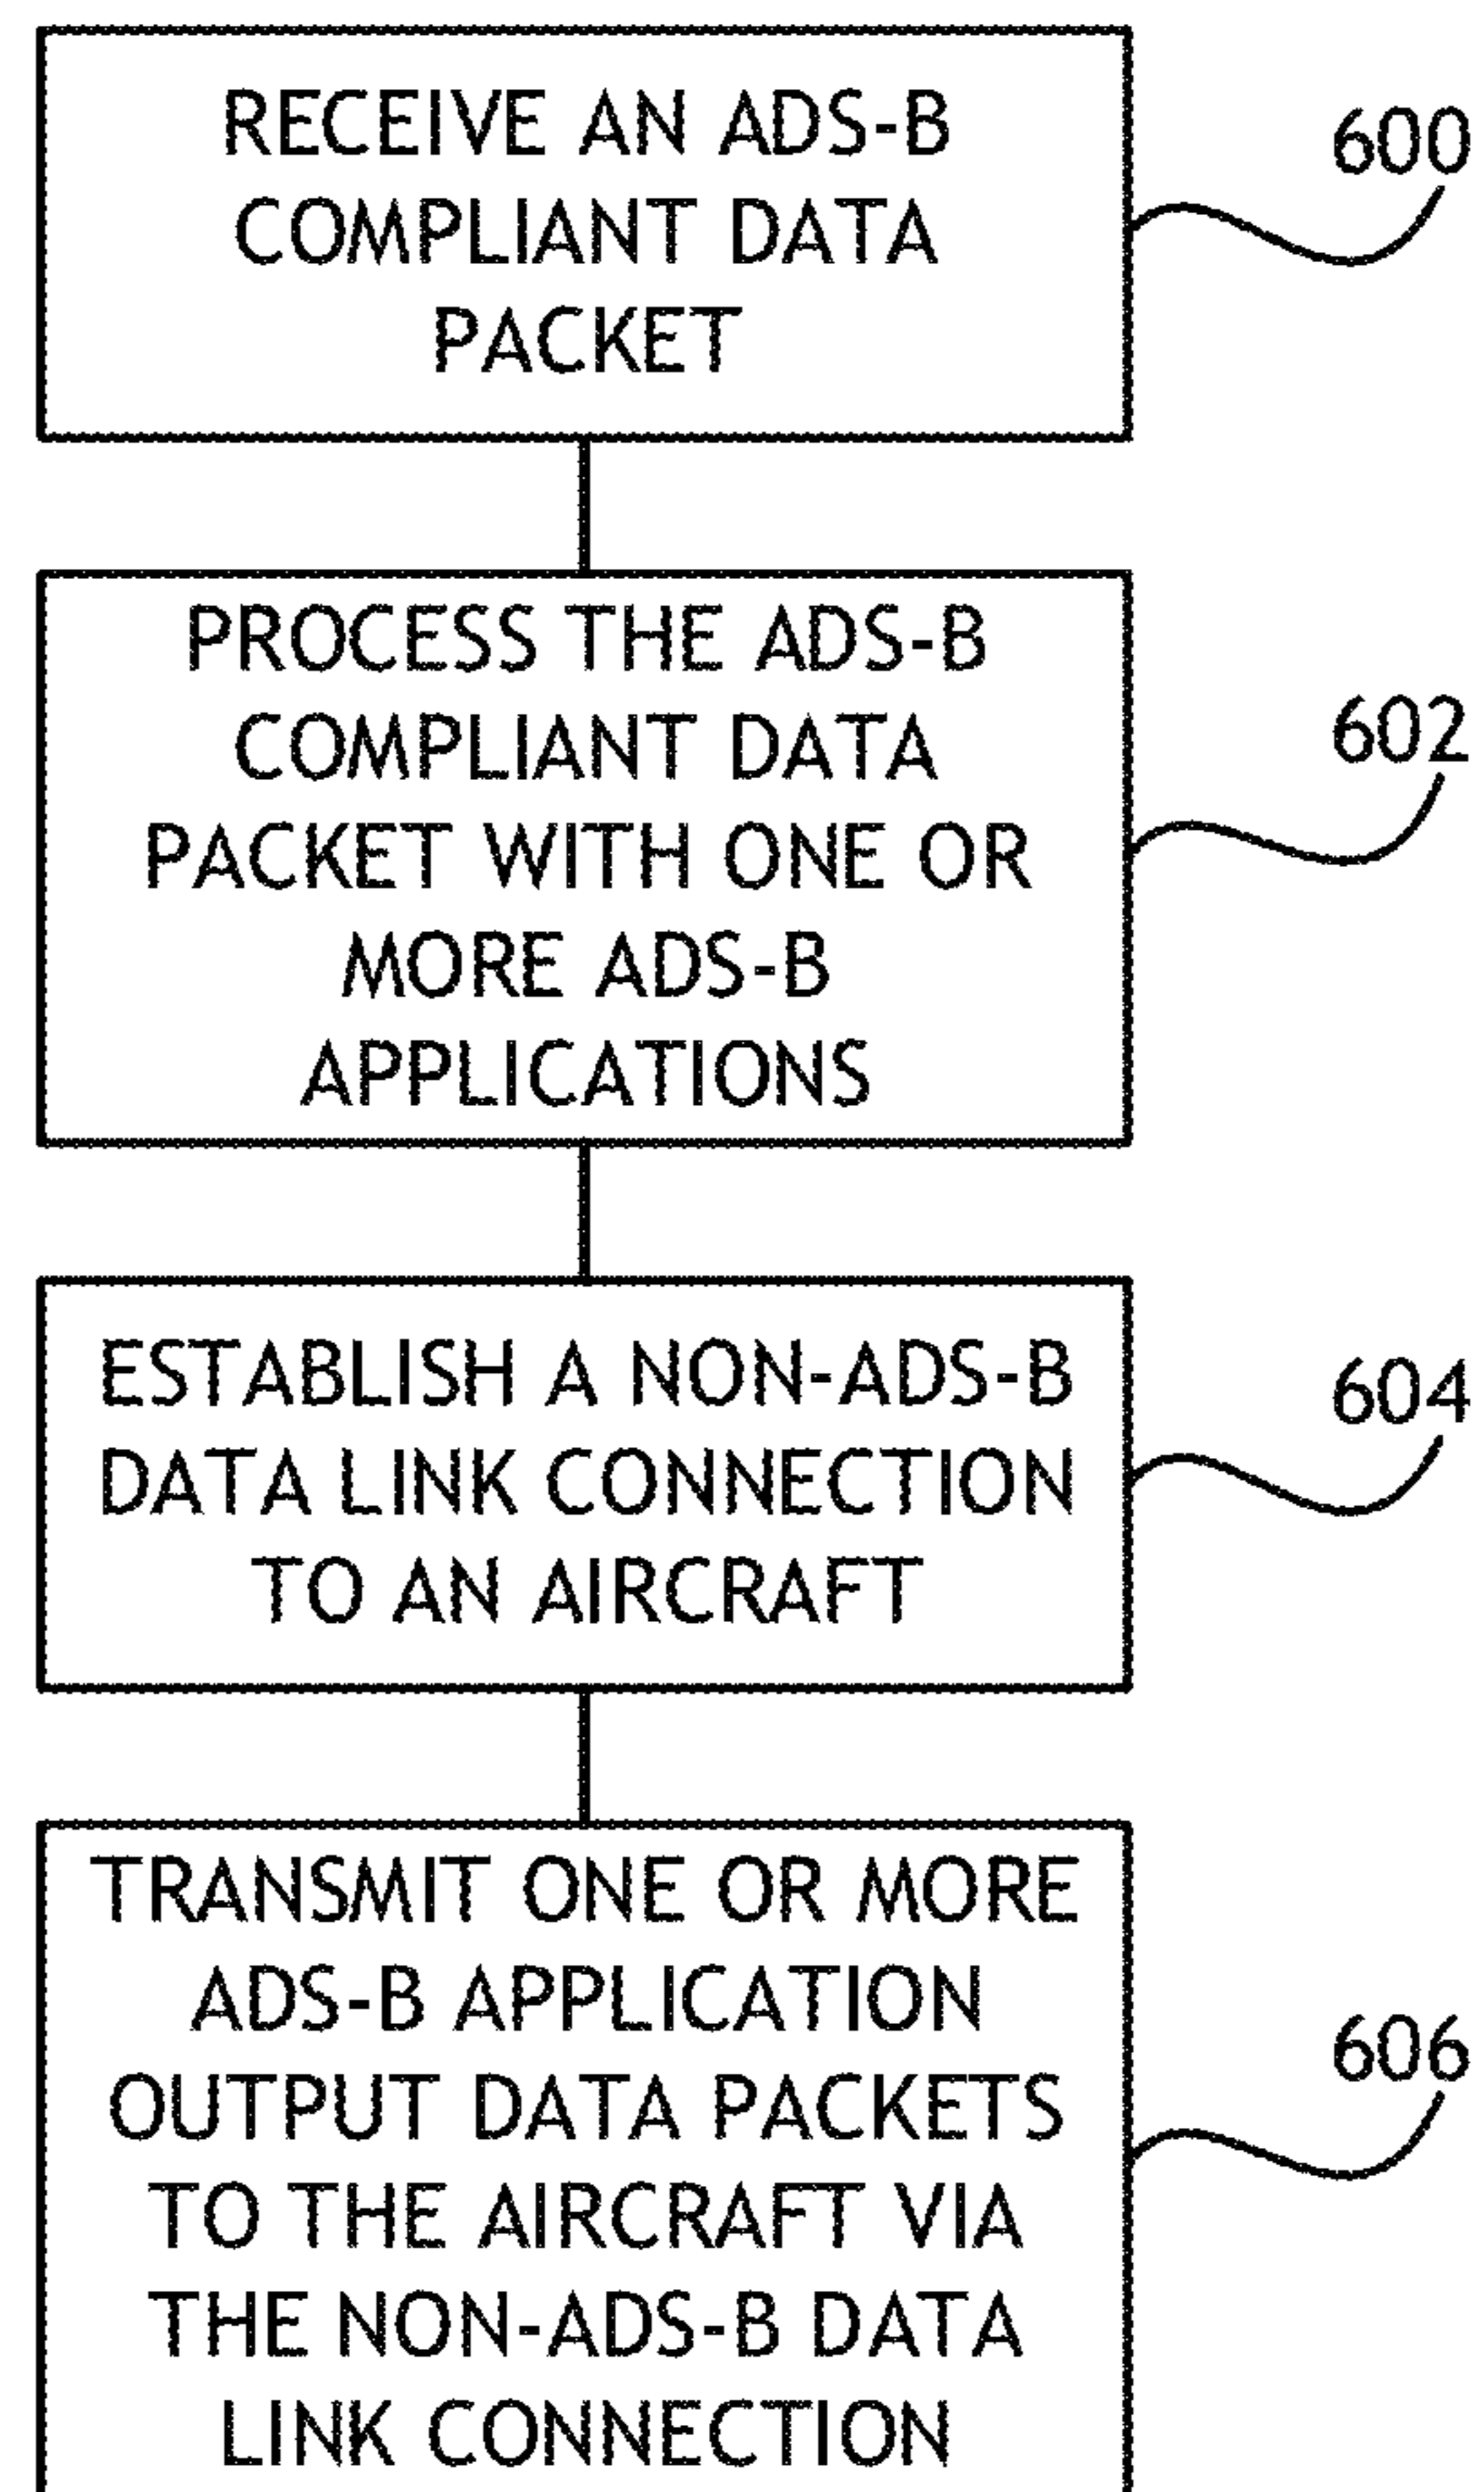 RECEIVE AN ADS-B
COMPLIANT DATA
PACKET
600
PROCESS THE ADS-B
COMPLIANT DATA
PACKET WITH ONE OR
MORE ADS-B
APPLICATIONS
602
ESTABLISH A NON-ADS-B
DATA LINK CONNECTION
TO AN AIRCRAFT
604
TRANSMIT ONE OR MORE
ADS-B APPLICATION
OUTPUT DATA PACKETS
TO THE AIRCRAFT VIA
THE NON-ADS-B DATA
LINK CONNECTION
606